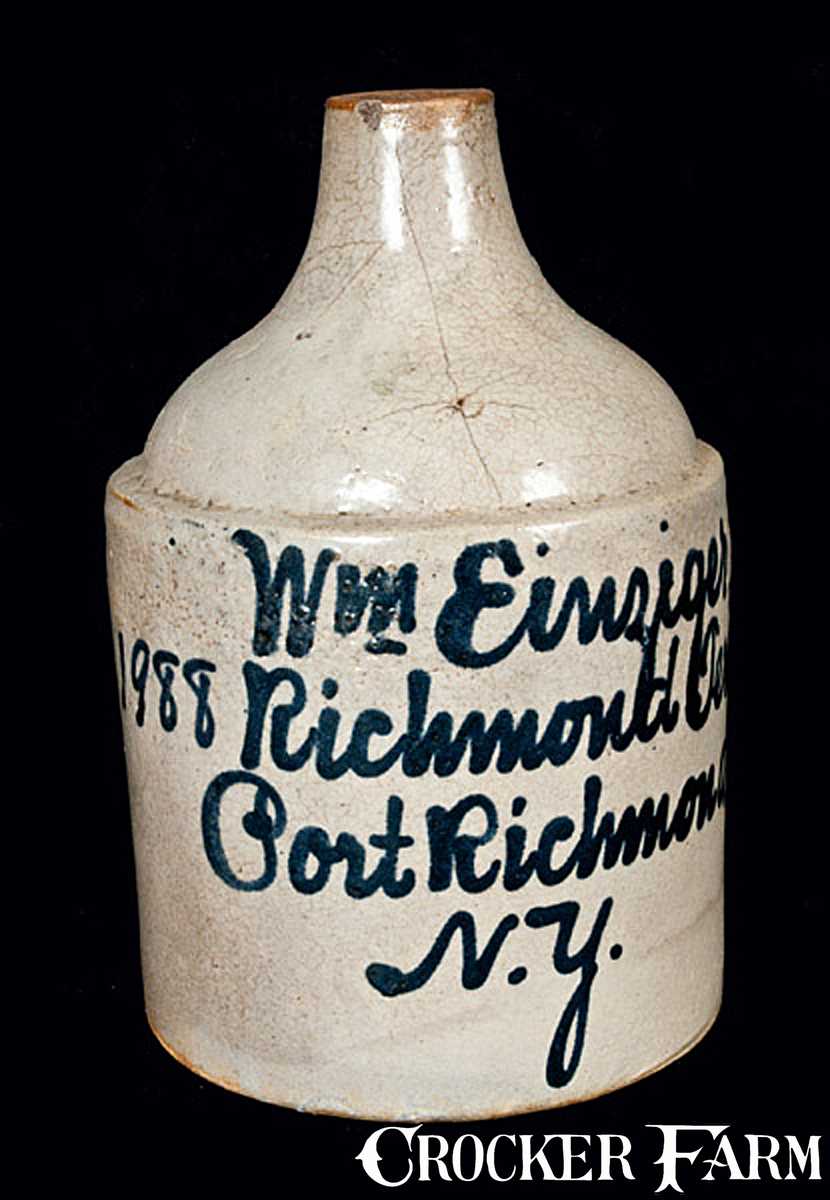 Wm Einziger
1988 Richmond
Port Richmond
N.Y.
CROCKER FARM